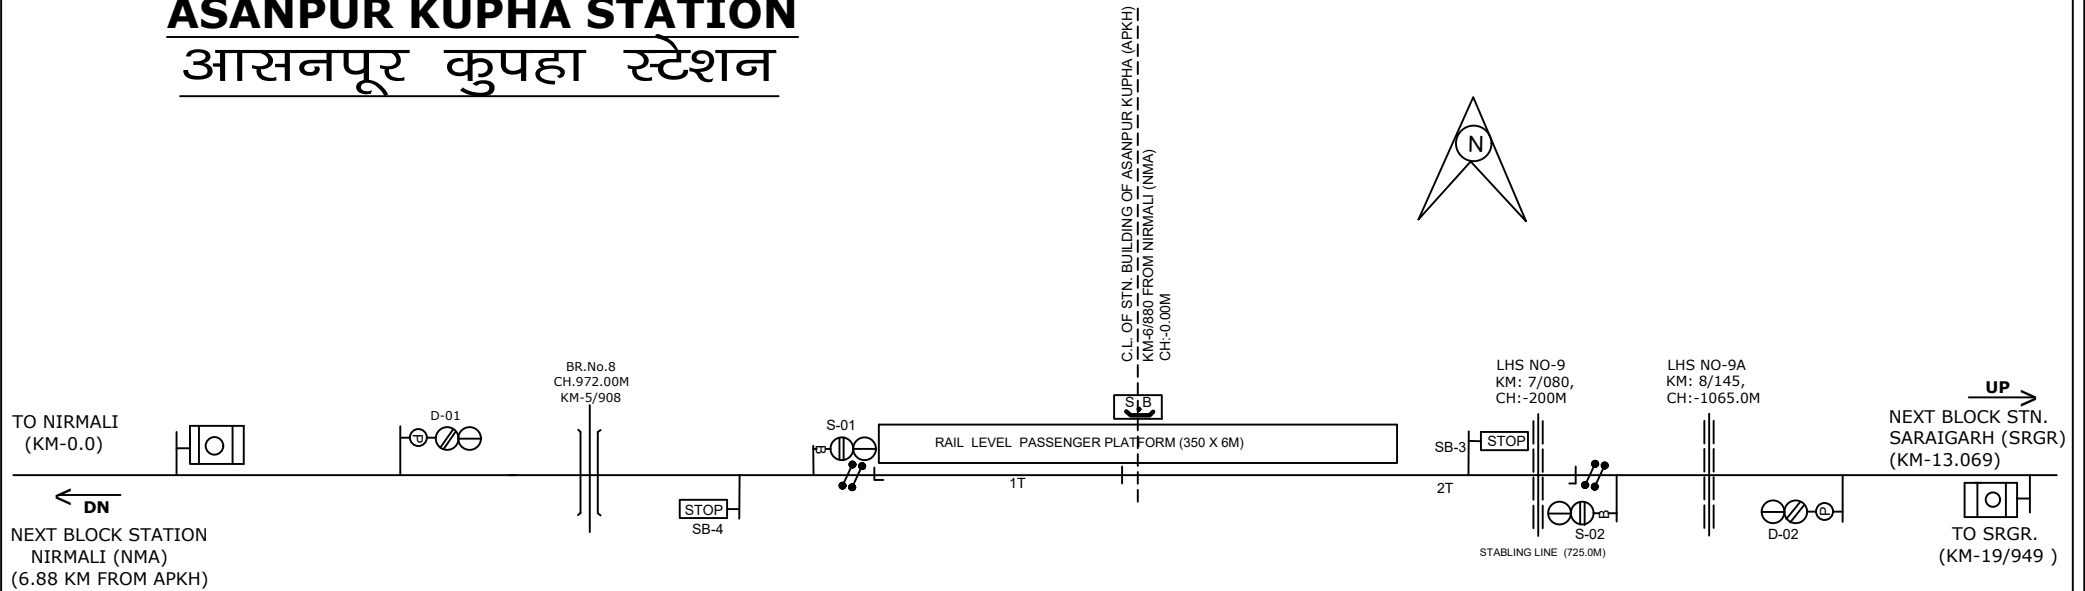 ASANPUR KUPHA STATION
आसनपूर कुपहा स्टेशन
C.L. OF STN. BUILDING OF ASANPUR KUPHA (APKH)
KM-6/880 FROM NIRMALI (NMA)
CH:-0.00M
N
TO NIRMALI
(KM-0.0)
DN
NEXT BLOCK STATION
NIRMALI (NMA)
(6.88 KM FROM APKH)
D-01
P
BR.No.8
CH.972.00M
KM-5/908
STOP
SB-4
S-01
B
S B
RAIL LEVEL PASSENGER PLATFORM (350 X 6M)
1T
SB-3
STOP
2T
LHS NO-9
KM: 7/080,
CH:-200M
B
S-02
STABLING LINE (725.0M)
LHS NO-9A
KM: 8/145,
CH:-1065.0M
P
D-02
UP
NEXT BLOCK STN.
SARAIGARH (SRGR)
(KM-13.069)
TO SRGR.
(KM-19/949 )